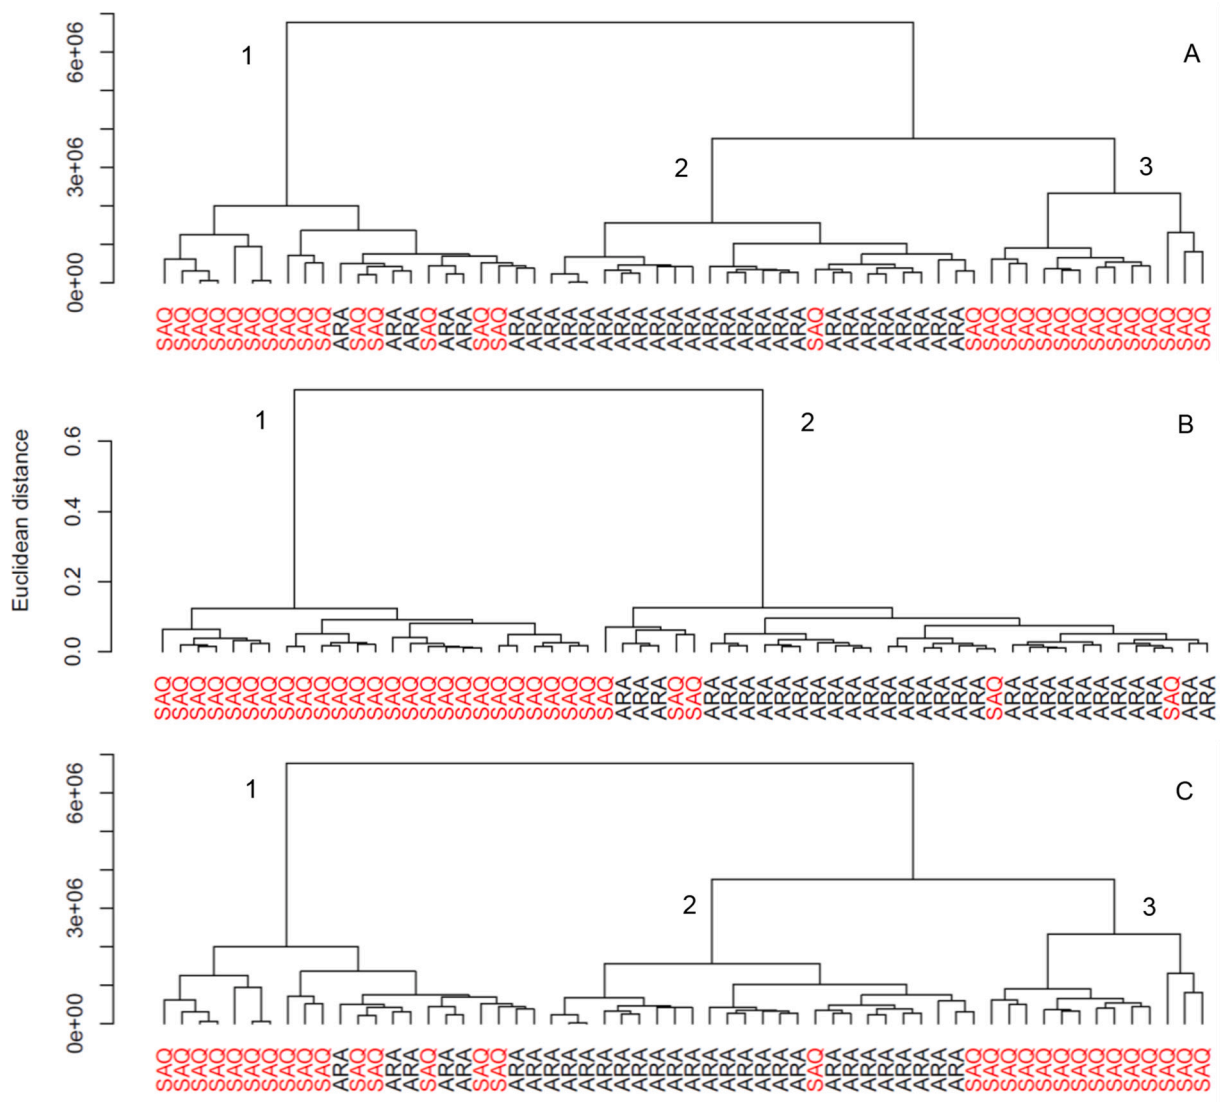 6e+06
3e+06
0e+00
1
2
3
A
SAQ SAQ SAQ SAQ SAQ SAQ SAQ SAQ SAQ SAQ ARA SAQ SAQ ARA ARA SAQ ARA ARA SAQ SAQ ARA ARA ARA ARA ARA ARA ARA ARA ARA ARA ARA ARA ARA ARA ARA ARA ARA SAQ ARA ARA ARA ARA ARA ARA ARA ARA SAQ SAQ SAQ SAQ SAQ SAQ SAQ SAQ SAQ SAQ SAQ SAQ SAQ SAQ
Euclidean distance
0.6
0.4
0.2
0.0
1
2
B
SAQ SAQ SAQ SAQ SAQ SAQ SAQ SAQ SAQ SAQ SAQ SAQ SAQ SAQ SAQ SAQ SAQ SAQ SAQ SAQ SAQ SAQ SAQ SAQ SAQ SAQ ARA ARA ARA SAQ SAQ ARA ARA ARA ARA ARA ARA ARA ARA ARA ARA ARA ARA ARA ARA ARA ARA SAQ ARA ARA ARA ARA ARA ARA ARA ARA ARA SAQ ARA ARA
6e+06
3e+06
0e+00
1
2
3
C
SAQ SAQ SAQ SAQ SAQ SAQ SAQ SAQ SAQ SAQ ARA SAQ SAQ ARA ARA SAQ ARA ARA SAQ SAQ ARA ARA ARA ARA ARA ARA ARA ARA ARA ARA ARA ARA ARA ARA ARA ARA ARA SAQ ARA ARA ARA ARA ARA ARA ARA ARA SAQ SAQ SAQ SAQ SAQ SAQ SAQ SAQ SAQ SAQ SAQ SAQ SAQ SAQ